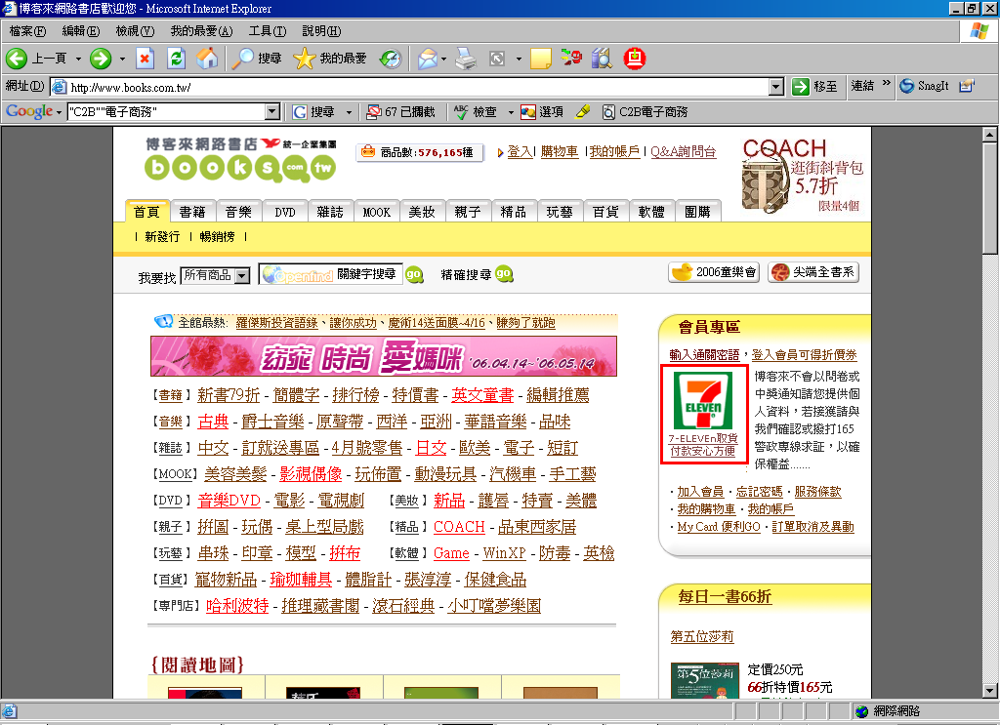 博客來網路書店歡迎您 - Microsoft Internet Explorer
檔案(F) 編輯(E) 檢視(V) 我的最愛(A) 工具(T) 說明(H)
上一頁 搜尋 我的最愛
網址(D) http://www.books.com.tw/ 移至 連結 » SnagIt
Google "C2B""電子商務" G 搜尋 67 已攔截 ABC 檢查 選項 C2B電子商務
博客來網路書店 統一企業集團
books.com.tw
商品數:576,165種
登入| 購物車 |我的帳戶|Q&A詢問台
COACH
逛街斜背包
5.7折
限量4個
首頁 書籍 音樂 DVD 雜誌 MOOK 美妝 親子 精品 玩藝 百貨 軟體 團購
| 新發行 | 暢銷榜 |
我要找 所有商品 Openfind 關鍵字搜尋 go 精確搜尋 go 2006童樂會 尖端全書系
全館最熱: 羅傑斯投資語錄、讓你成功、魔術14送面膜~4/16、賺夠了就跑
窈窕 時尚 愛媽咪 '06.04.14~'06.05.14
【書籍】新書79折 - 簡體字 - 排行榜 - 特價書 - 英文童書 - 編輯推薦
【音樂】古典 - 爵士音樂 - 原聲帶 - 西洋 - 亞洲 - 華語音樂 - 品味
【雜誌】中文 - 訂就送專區 - 4月號零售 - 日文 - 歐美 - 電子 - 短訂
【MOOK】美容美髮 - 影視偶像 - 玩佈置 - 動漫玩具 - 汽機車 - 手工藝
【DVD】音樂DVD - 電影 - 電視劇 【美妝】新品 - 護唇 - 特賣 - 美體
【親子】拼圖 - 玩偶 - 桌上型局戲 【精品】COACH - 品東西家居
【玩藝】串珠 - 印章 - 模型 - 拼布 【軟體】Game - WinXP - 防毒 - 英檢
【百貨】寵物新品 - 瑜珈輔具 - 體脂計 - 張淳淳 - 保健食品
【專門店】哈利波特 - 推理藏書閣 - 滾石經典 - 小叮噹夢樂園
{閱讀地圖}
會員專區
輸入通關密語，登入會員可得折價券
7 ELEVEN
7-ELEVEn取貨
付款安心方便
博客來不會以問卷或
中獎通知請您提供個
人資料，若接獲請與
我們確認或撥打165
警政專線求証，以確
保權益.......
‧加入會員‧忘記密碼‧服務條款
‧我的購物車‧我的帳戶
‧My Card 便利GO‧訂單取消及異動
每日一書66折
第五位莎莉
第5位莎莉
定價250元
66折特價165元
網際網路